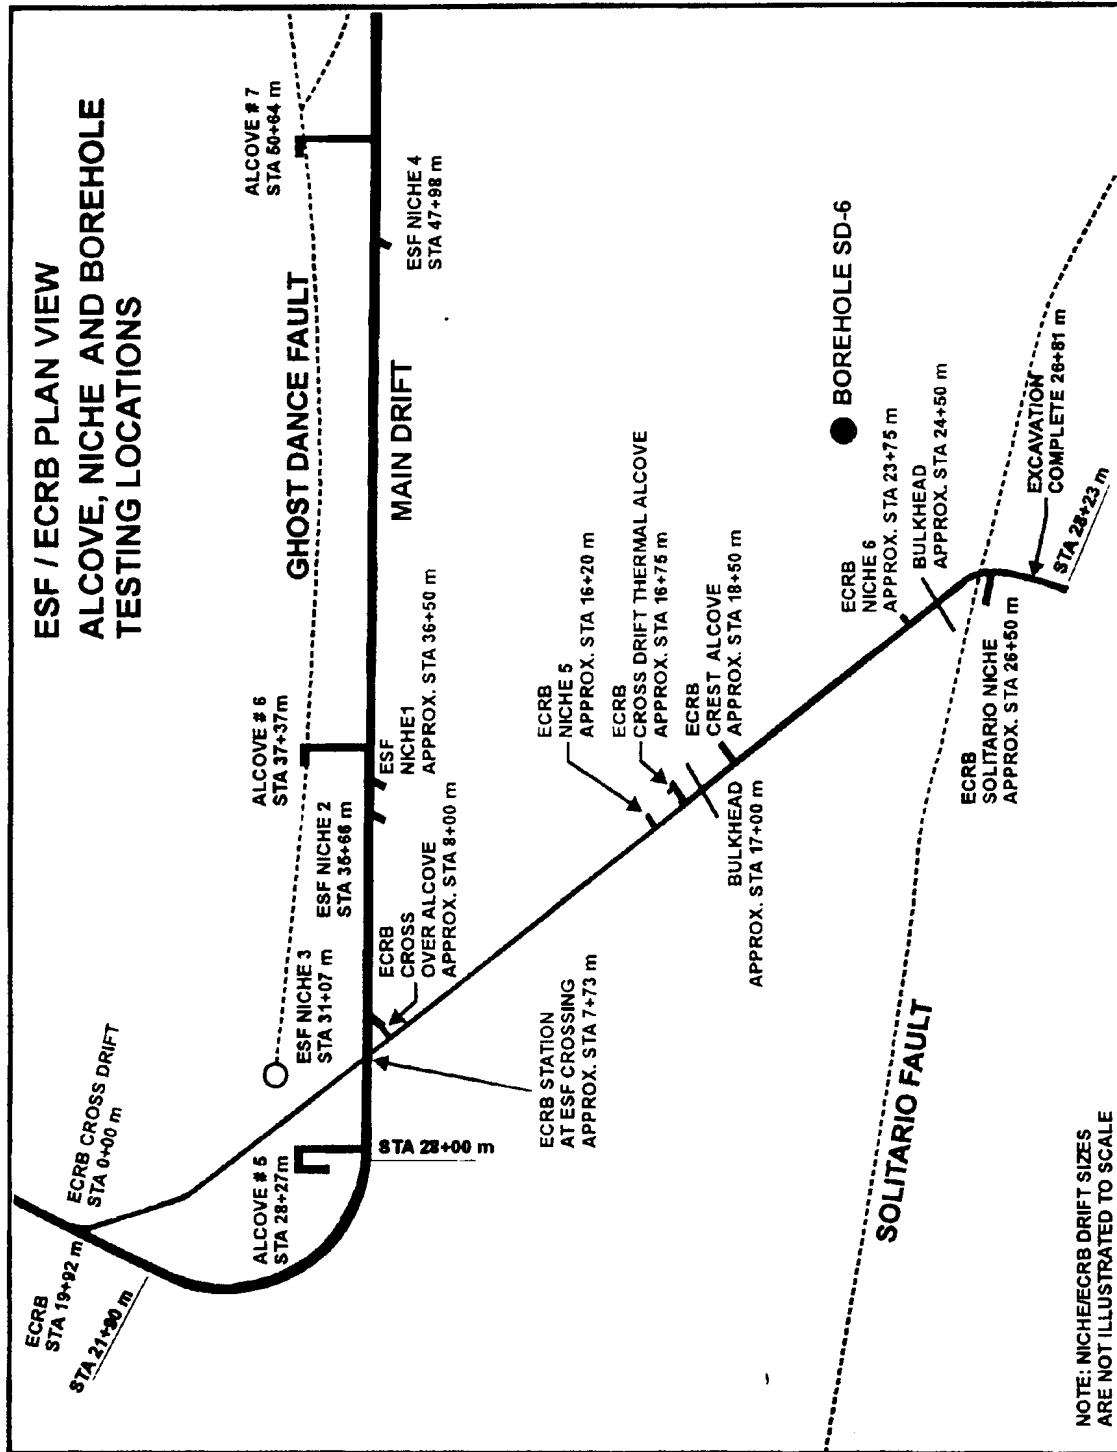 ESF / ECRB PLAN VIEW
ALCOVE, NICHE AND BOREHOLE
TESTING LOCATIONS
ECRB
STA 19+92 m
STA 21+90 m
ECRB CROSS DRIFT
STA 0+00 m
ALCOVE # 5
STA 28+27m
STA 28+00 m
ESF NICHE 3
STA 31+07 m
ESF NICHE 2
STA 35+66 m
ALCOVE # 6
STA 37+37m
GHOST DANCE FAULT
ALCOVE # 7
STA 50+64 m
MAIN DRIFT
ESF NICHE 4
STA 47+98 m
ESF
NICHE1
APPROX. STA 36+50 m
ECRB
CROSS
OVER ALCOVE
APPROX. STA 8+00 m
ECRB STATION
AT ESF CROSSING
APPROX. STA 7+73 m
ECRB
NICHE 5
APPROX. STA 16+20 m
ECRB
CROSS DRIFT THERMAL ALCOVE
APPROX. STA 16+75 m
ECRB
CREST ALCOVE
APPROX. STA 18+50 m
BULKHEAD
APPROX. STA 17+00 m
BOREHOLE SD-6
ECRB
NICHE 6
APPROX. STA 23+75 m
BULKHEAD
APPROX. STA 24+50 m
SOLITARIO FAULT
ECRB
SOLITARIO NICHE
APPROX. STA 26+50 m
EXCAVATION
COMPLETE 26+81 m
STA 28+23 m
NOTE: NICHE/ECRB DRIFT SIZES
ARE NOT ILLUSTRATED TO SCALE